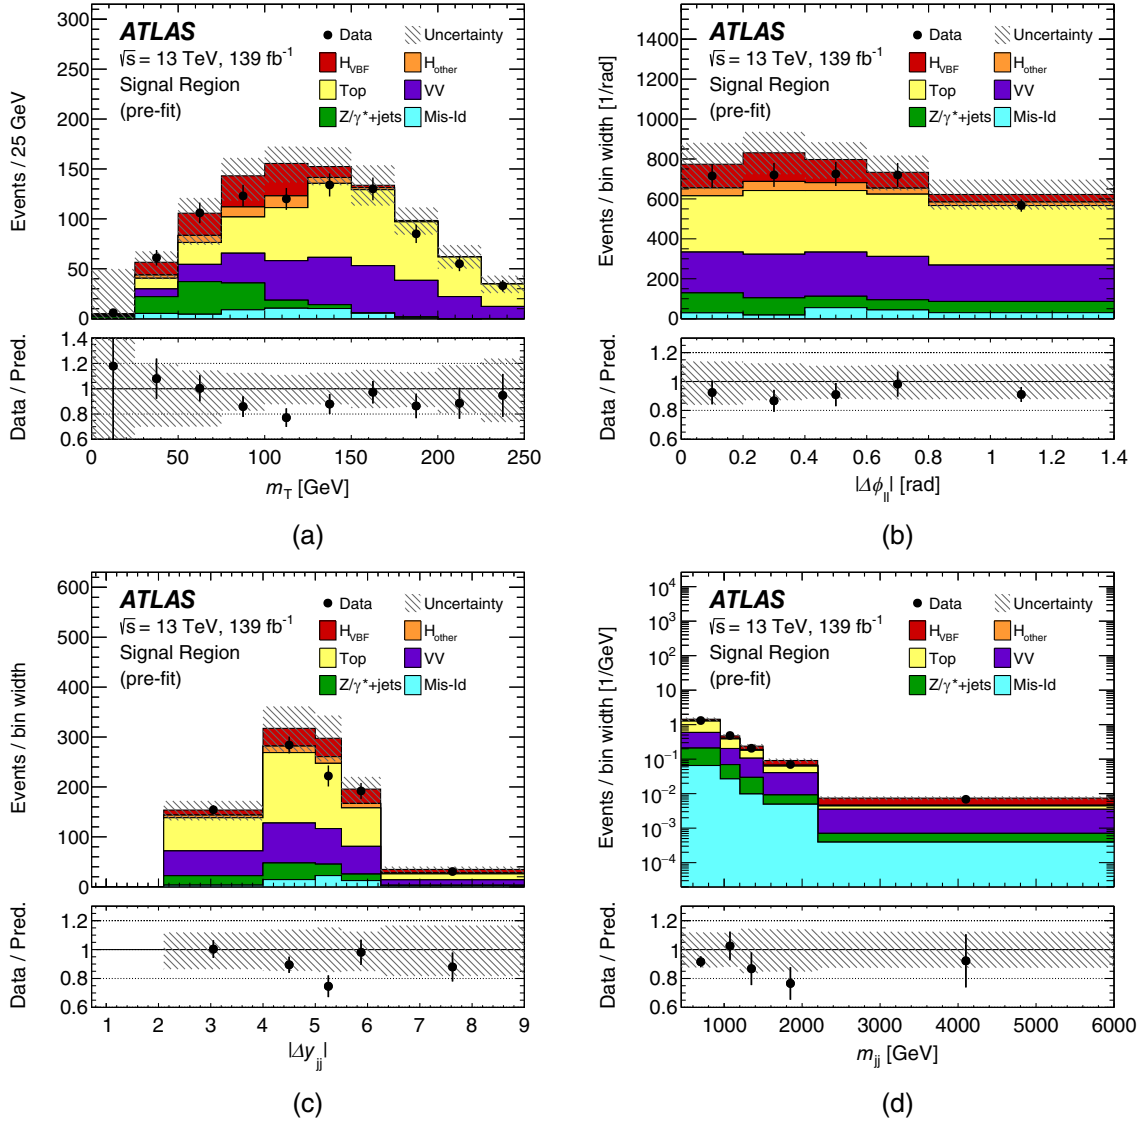 ATLAS
√s = 13 TeV, 139 fb⁻¹
Signal Region
(pre-fit)
Data Uncertainty
H_VBF H_other
Top VV
Z/γ*+jets Mis-Id
Events / 25 GeV
300
250
200
150
100
50
0
Data / Pred.
1.4
1.2
1
0.8
0.6
0 50 100 150 200 250
m_T [GeV]
(a)
ATLAS
√s = 13 TeV, 139 fb⁻¹
Signal Region
(pre-fit)
Data Uncertainty
H_VBF H_other
Top VV
Z/γ*+jets Mis-Id
Events / bin width [1/rad]
1400
1200
1000
800
600
400
200
0
Data / Pred.
1.2
1
0.8
0.6
0 0.2 0.4 0.6 0.8 1 1.2 1.4
|Δϕ_ll| [rad]
(b)
ATLAS
√s = 13 TeV, 139 fb⁻¹
Signal Region
(pre-fit)
Data Uncertainty
H_VBF H_other
Top VV
Z/γ*+jets Mis-Id
Events / bin width
600
500
400
300
200
100
0
Data / Pred.
1.2
1
0.8
0.6
1 2 3 4 5 6 7 8 9
|Δy_jj|
(c)
ATLAS
√s = 13 TeV, 139 fb⁻¹
Signal Region
(pre-fit)
Data Uncertainty
H_VBF H_other
Top VV
Z/γ*+jets Mis-Id
Events / bin width [1/GeV]
10⁴
10³
10²
10
1
10⁻¹
10⁻²
10⁻³
10⁻⁴
Data / Pred.
1.2
1
0.8
0.6
1000 2000 3000 4000 5000 6000
m_jj [GeV]
(d)